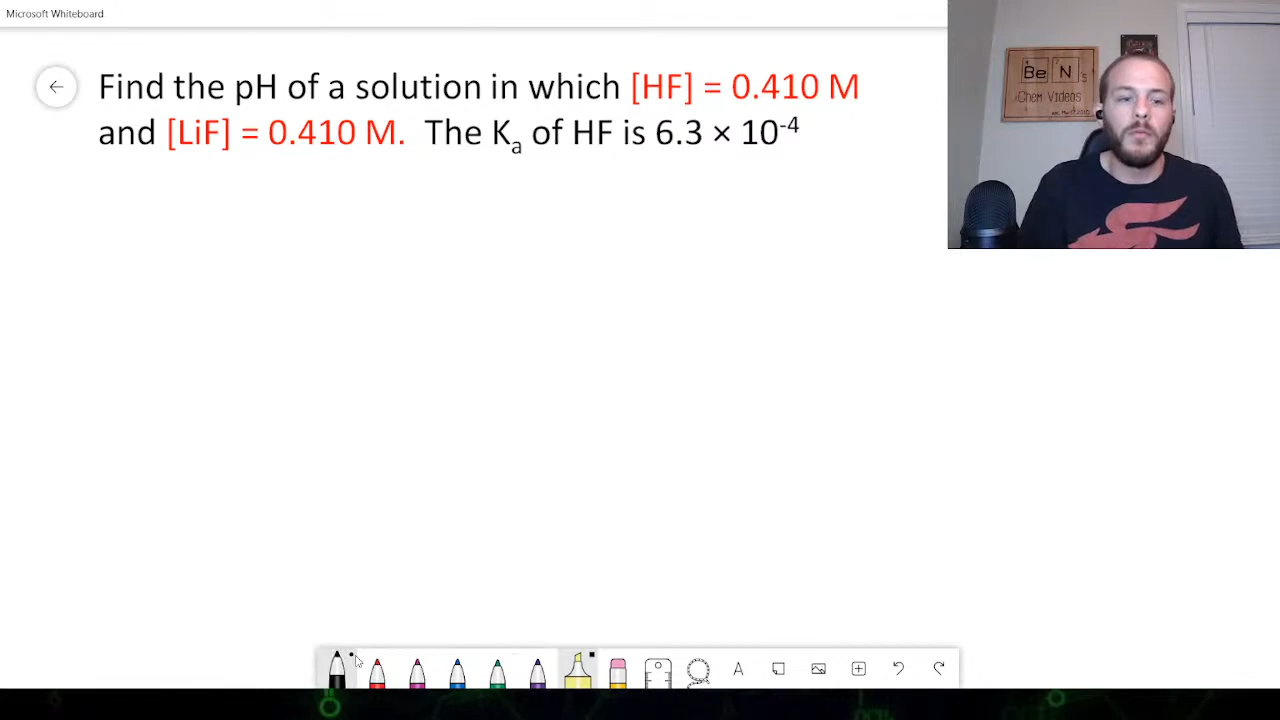 Microsoft Whiteboard
Find the pH of a solution in which [HF] = 0.410 M
and [LiF] = 0.410 M. The Kₐ of HF is 6.3 × 10⁻⁴
Be N's
Chem Videos
A